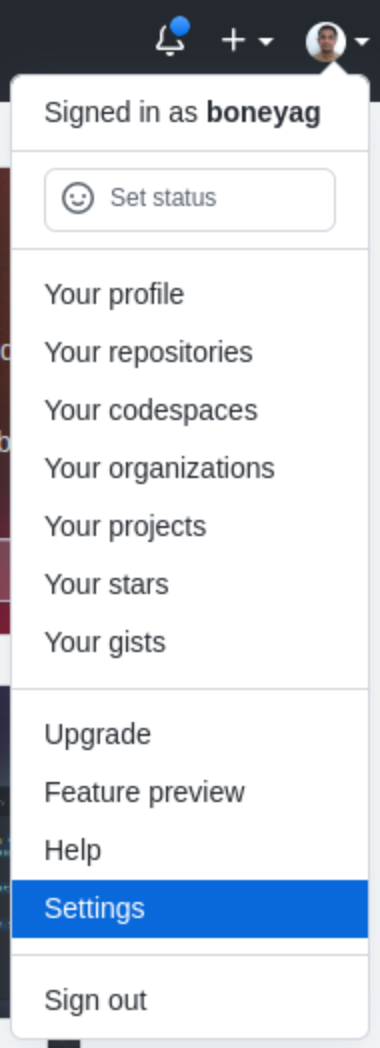 Signed in as boneyag
Set status
Your profile
Your repositories
Your codespaces
Your organizations
Your projects
Your stars
Your gists
Upgrade
Feature preview
Help
Settings
Sign out